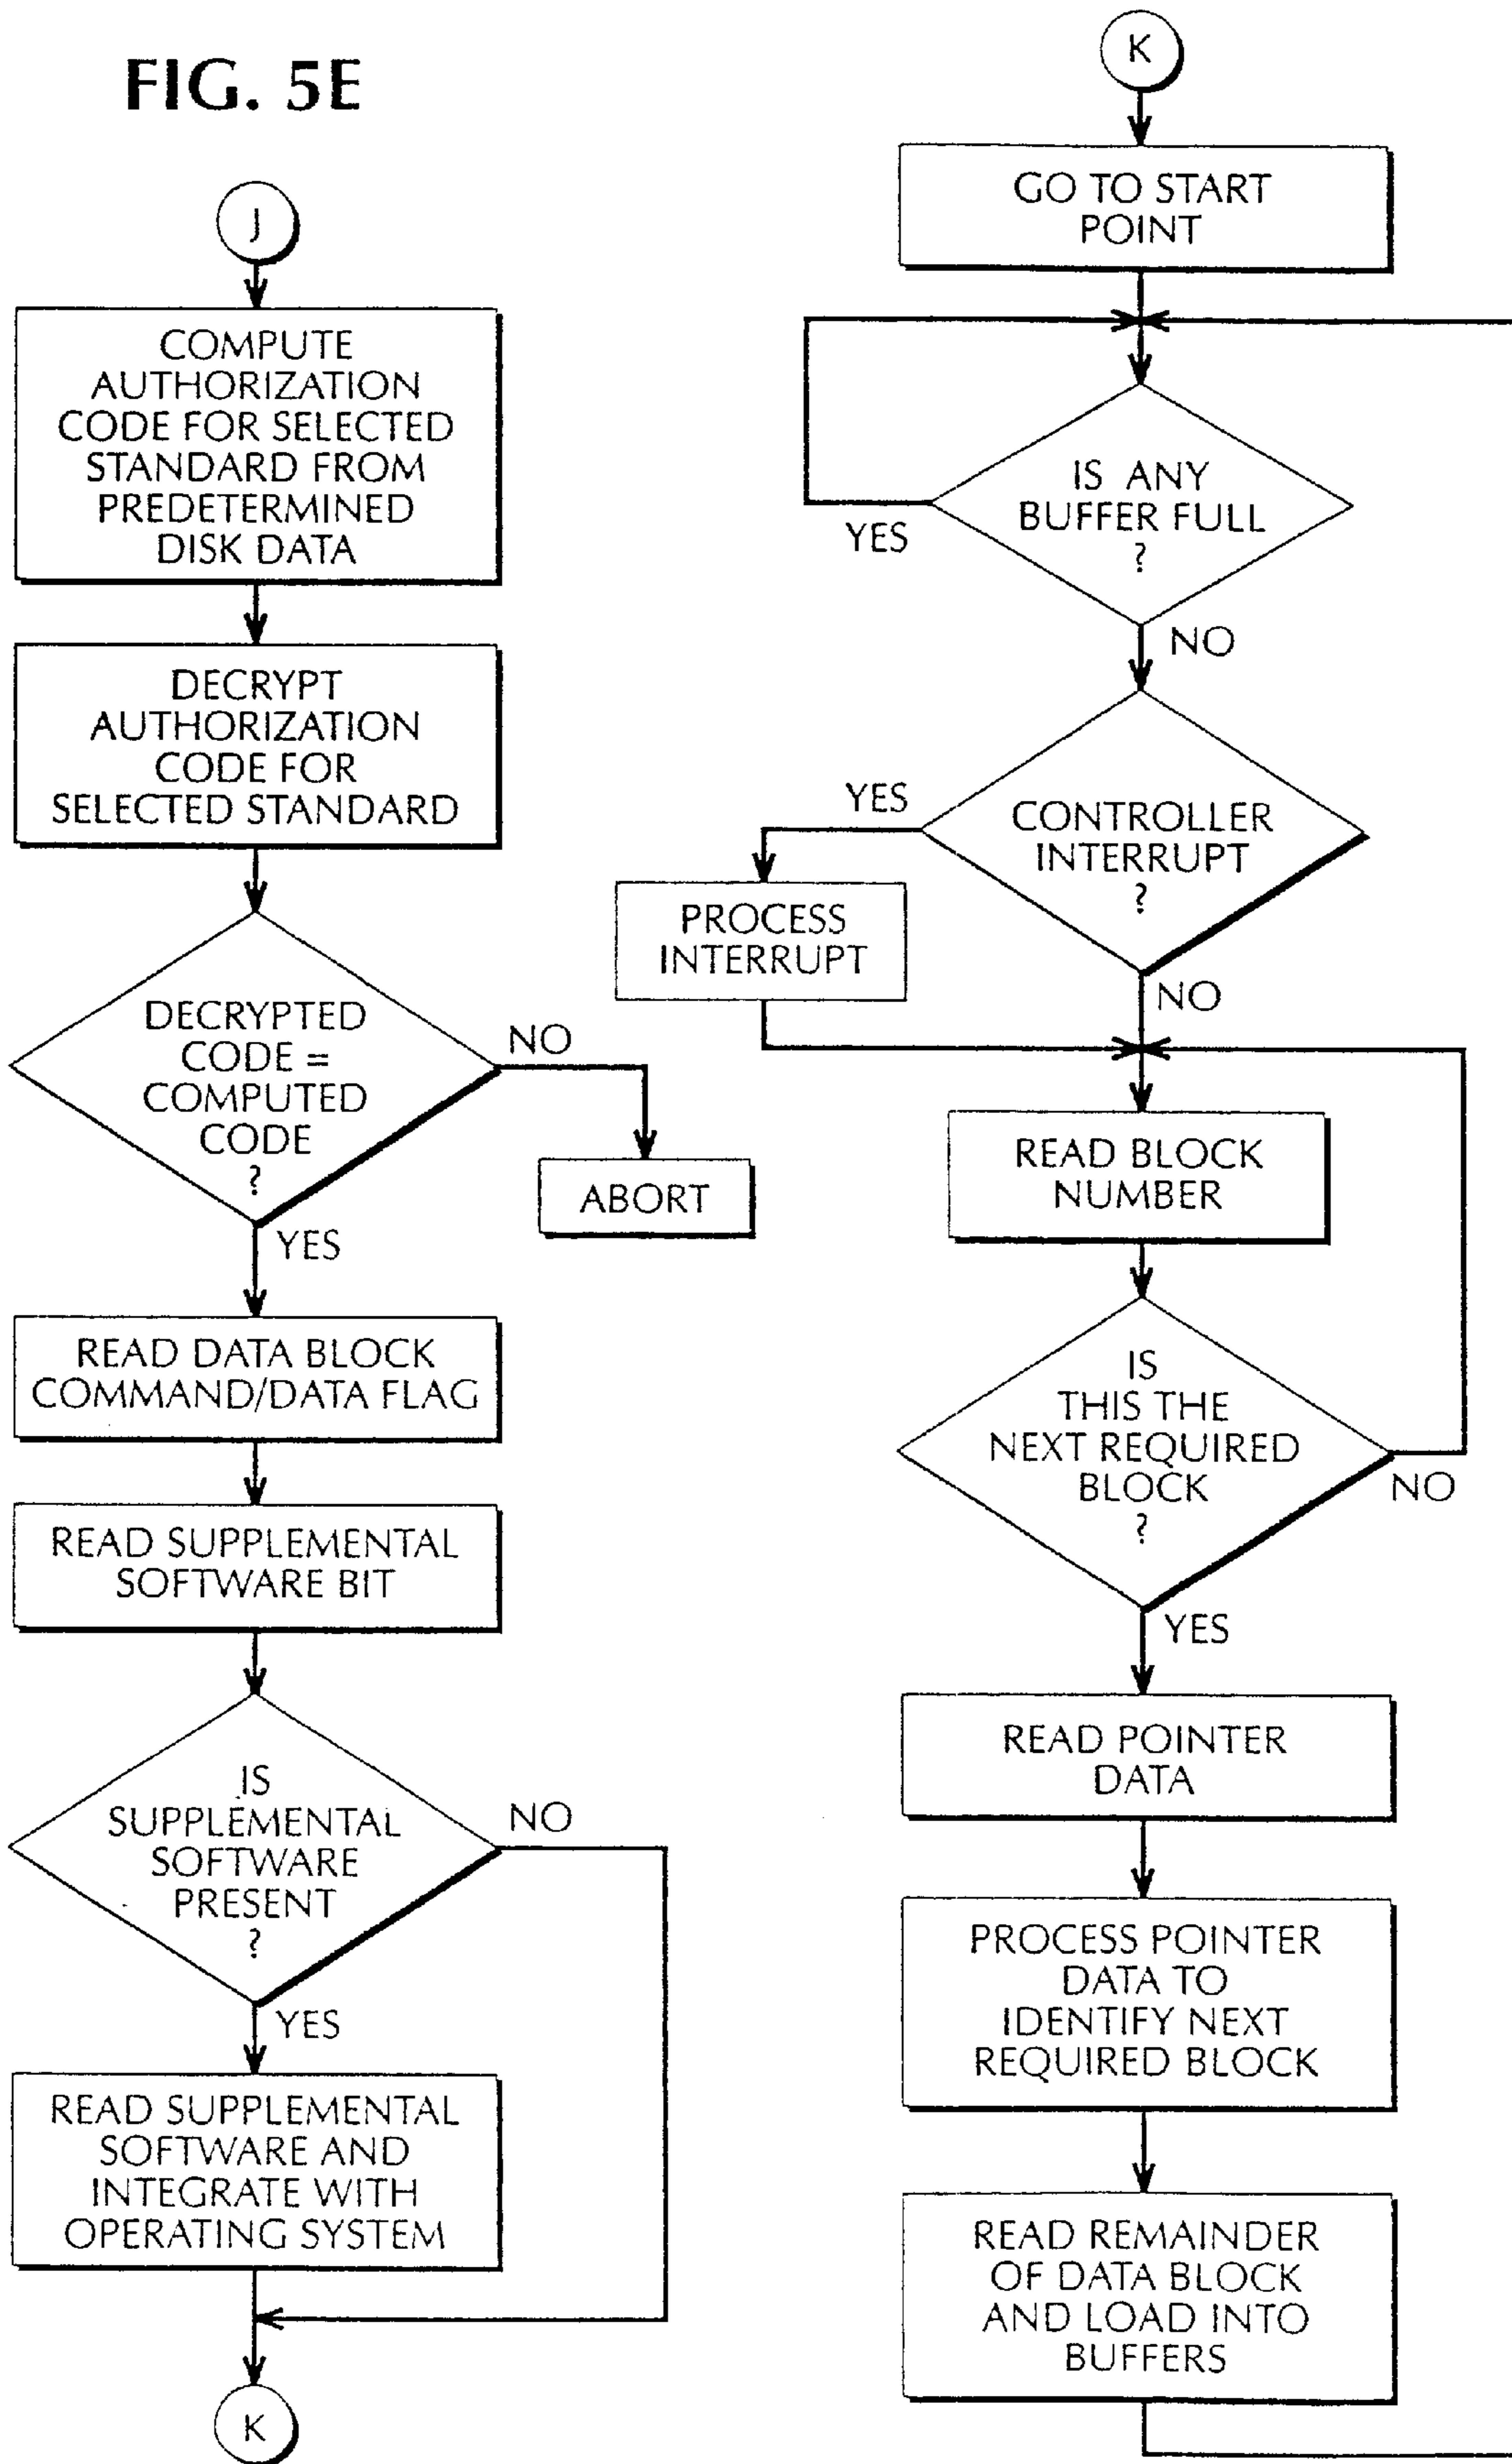 FIG. 5E
J
COMPUTE
AUTHORIZATION
CODE FOR SELECTED
STANDARD FROM
PREDETERMINED
DISK DATA
DECRYPT
AUTHORIZATION
CODE FOR
SELECTED STANDARD
DECRYPTED
CODE =
COMPUTED
CODE
?
NO
ABORT
YES
READ DATA BLOCK
COMMAND/DATA FLAG
READ SUPPLEMENTAL
SOFTWARE BIT
IS
SUPPLEMENTAL
SOFTWARE
PRESENT
?
NO
YES
READ SUPPLEMENTAL
SOFTWARE AND
INTEGRATE WITH
OPERATING SYSTEM
K
K
GO TO START
POINT
IS ANY
BUFFER FULL
?
YES
NO
CONTROLLER
INTERRUPT
?
YES
PROCESS
INTERRUPT
NO
READ BLOCK
NUMBER
IS
THIS THE
NEXT REQUIRED
BLOCK
?
NO
YES
READ POINTER
DATA
PROCESS POINTER
DATA TO
IDENTIFY NEXT
REQUIRED BLOCK
READ REMAINDER
OF DATA BLOCK
AND LOAD INTO
BUFFERS